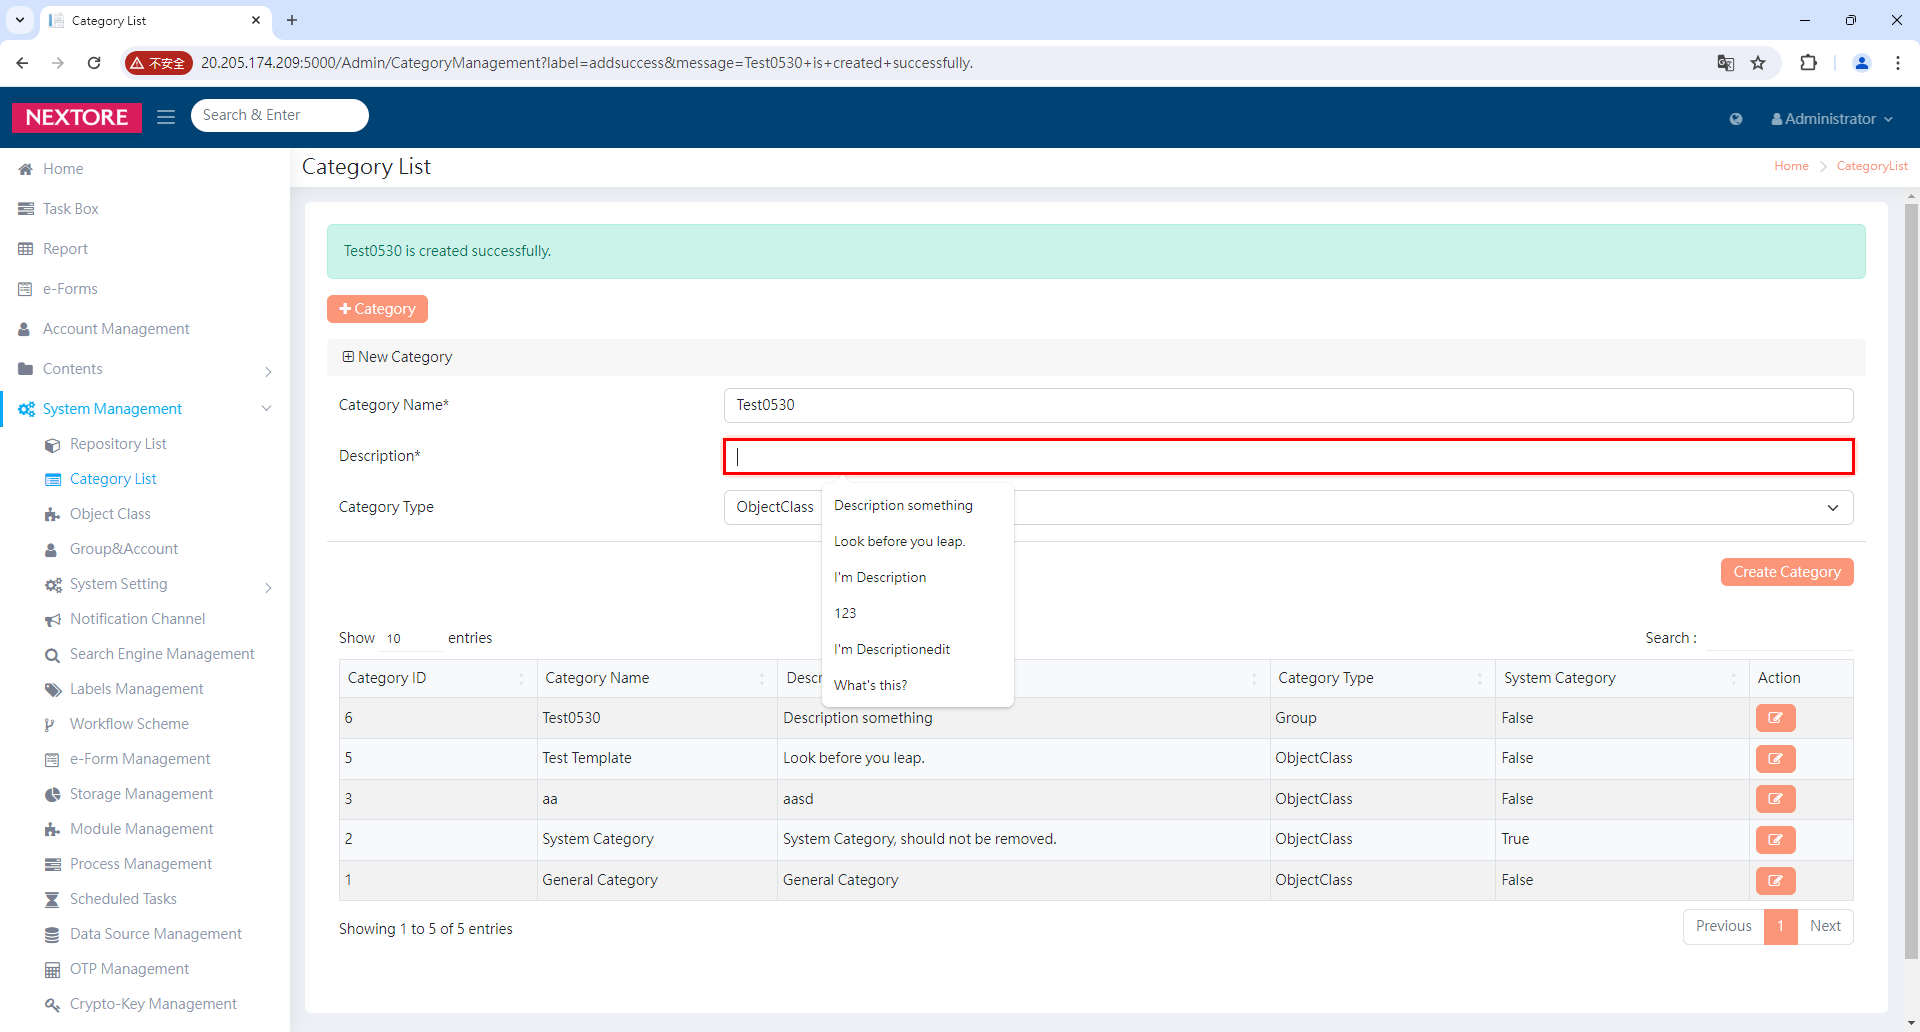 Category List
不安全
20.205.174.209:5000/Admin/CategoryManagement?label=addsuccess&message=Test0530+is+created+successfully.
NEXTORE
Search & Enter
Administrator
Home
Task Box
Report
e-Forms
Account Management
Contents
System Management
Repository List
Category List
Object Class
Group&Account
System Setting
Notification Channel
Search Engine Management
Labels Management
Workflow Scheme
e-Form Management
Storage Management
Module Management
Process Management
Scheduled Tasks
Data Source Management
OTP Management
Crypto-Key Management
Category List
Home CategoryList
Test0530 is created successfully.
Category
New Category
Category Name*
Test0530
Description*
Category Type
ObjectClass
Description something
Look before you leap.
I'm Description
123
I'm Descriptionedit
What's this?
Create Category
Show 10 entries
Search :
Category ID Category Name Descr Category Type System Category Action
6 Test0530 Description something Group False
5 Test Template Look before you leap. ObjectClass False
3 aa aasd ObjectClass False
2 System Category System Category, should not be removed. ObjectClass True
1 General Category General Category ObjectClass False
Showing 1 to 5 of 5 entries
Previous 1 Next